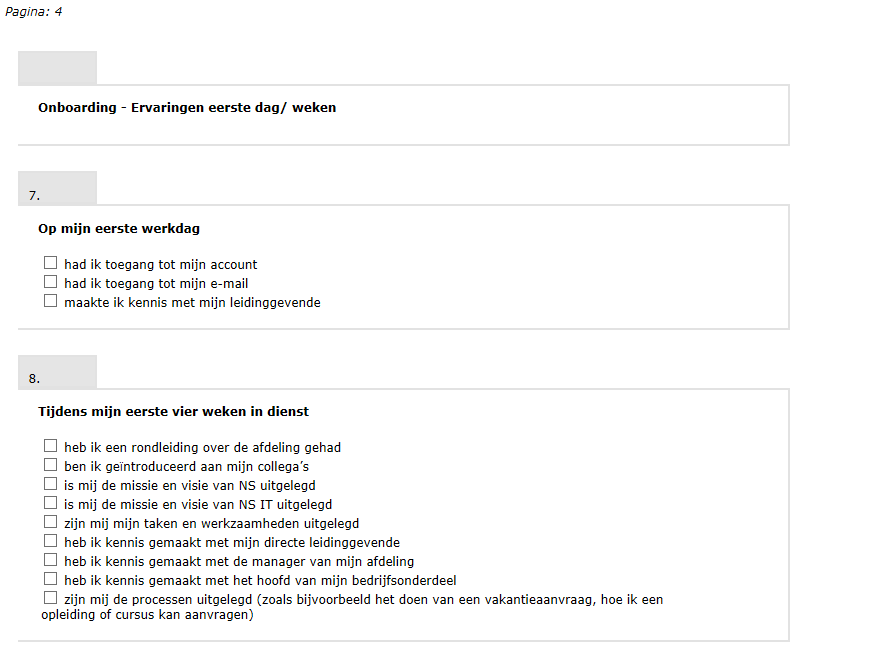 Pagina: 4
Onboarding - Ervaringen eerste dag/ weken
7.
Op mijn eerste werkdag
had ik toegang tot mijn account
had ik toegang tot mijn e-mail
maakte ik kennis met mijn leidinggevende
8.
Tijdens mijn eerste vier weken in dienst
heb ik een rondleiding over de afdeling gehad
ben ik geïntroduceerd aan mijn collega’s
is mij de missie en visie van NS uitgelegd
is mij de missie en visie van NS IT uitgelegd
zijn mij mijn taken en werkzaamheden uitgelegd
heb ik kennis gemaakt met mijn directe leidinggevende
heb ik kennis gemaakt met de manager van mijn afdeling
heb ik kennis gemaakt met het hoofd van mijn bedrijfsonderdeel
zijn mij de processen uitgelegd (zoals bijvoorbeeld het doen van een vakantieaanvraag, hoe ik een
opleiding of cursus kan aanvragen)